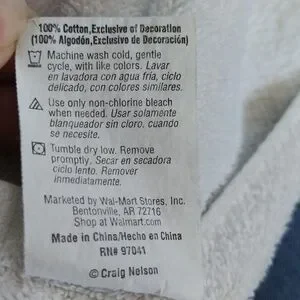 100% Cotton,Exclusive of Decoration
(100% Algodón,Exclusive de Decoración)
Machine wash cold, gentle
cycle, with like colors. Lavar
en lavadora con agua fría, ciclo
delicado, con colores similares.
Use only non-chlorine bleach
when needed. Usar solamente
blanqueador sin cloro, cuando
se necesite.
Tumble dry low. Remove
promptly. Secar en secadora
ciclo lento. Remover
inmediatamente.
Marketed by Wal-Mart Stores, Inc.
Bentonville, AR 72716
Shop at Walmart.com
Made in China/Hecho en China
RN# 97041
© Craig Nelson